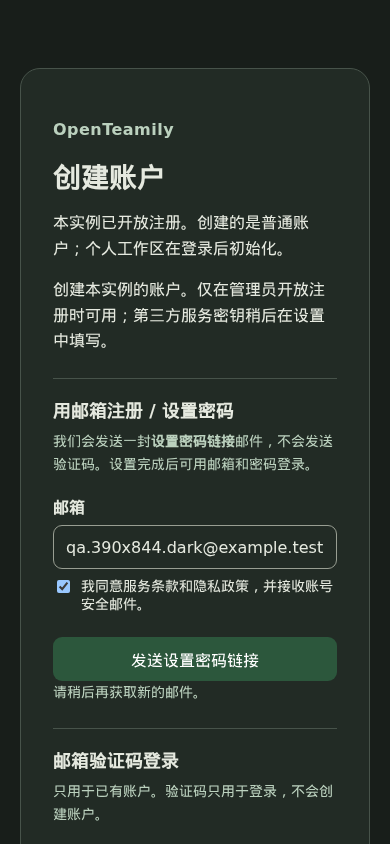 OpenTeamily
创建账户
本实例已开放注册。创建的是普通账
户；个人工作区在登录后初始化。
创建本实例的账户。仅在管理员开放注
册时可用；第三方服务密钥稍后在设置
中填写。
用邮箱注册 / 设置密码
我们会发送一封设置密码链接邮件，不会发送
验证码。设置完成后可用邮箱和密码登录。
邮箱
qa.390x844.dark@example.test
我同意服务条款和隐私政策，并接收账号
安全邮件。
发送设置密码链接
请稍后再获取新的邮件。
邮箱验证码登录
只用于已有账户。验证码只用于登录，不会创
建账户。